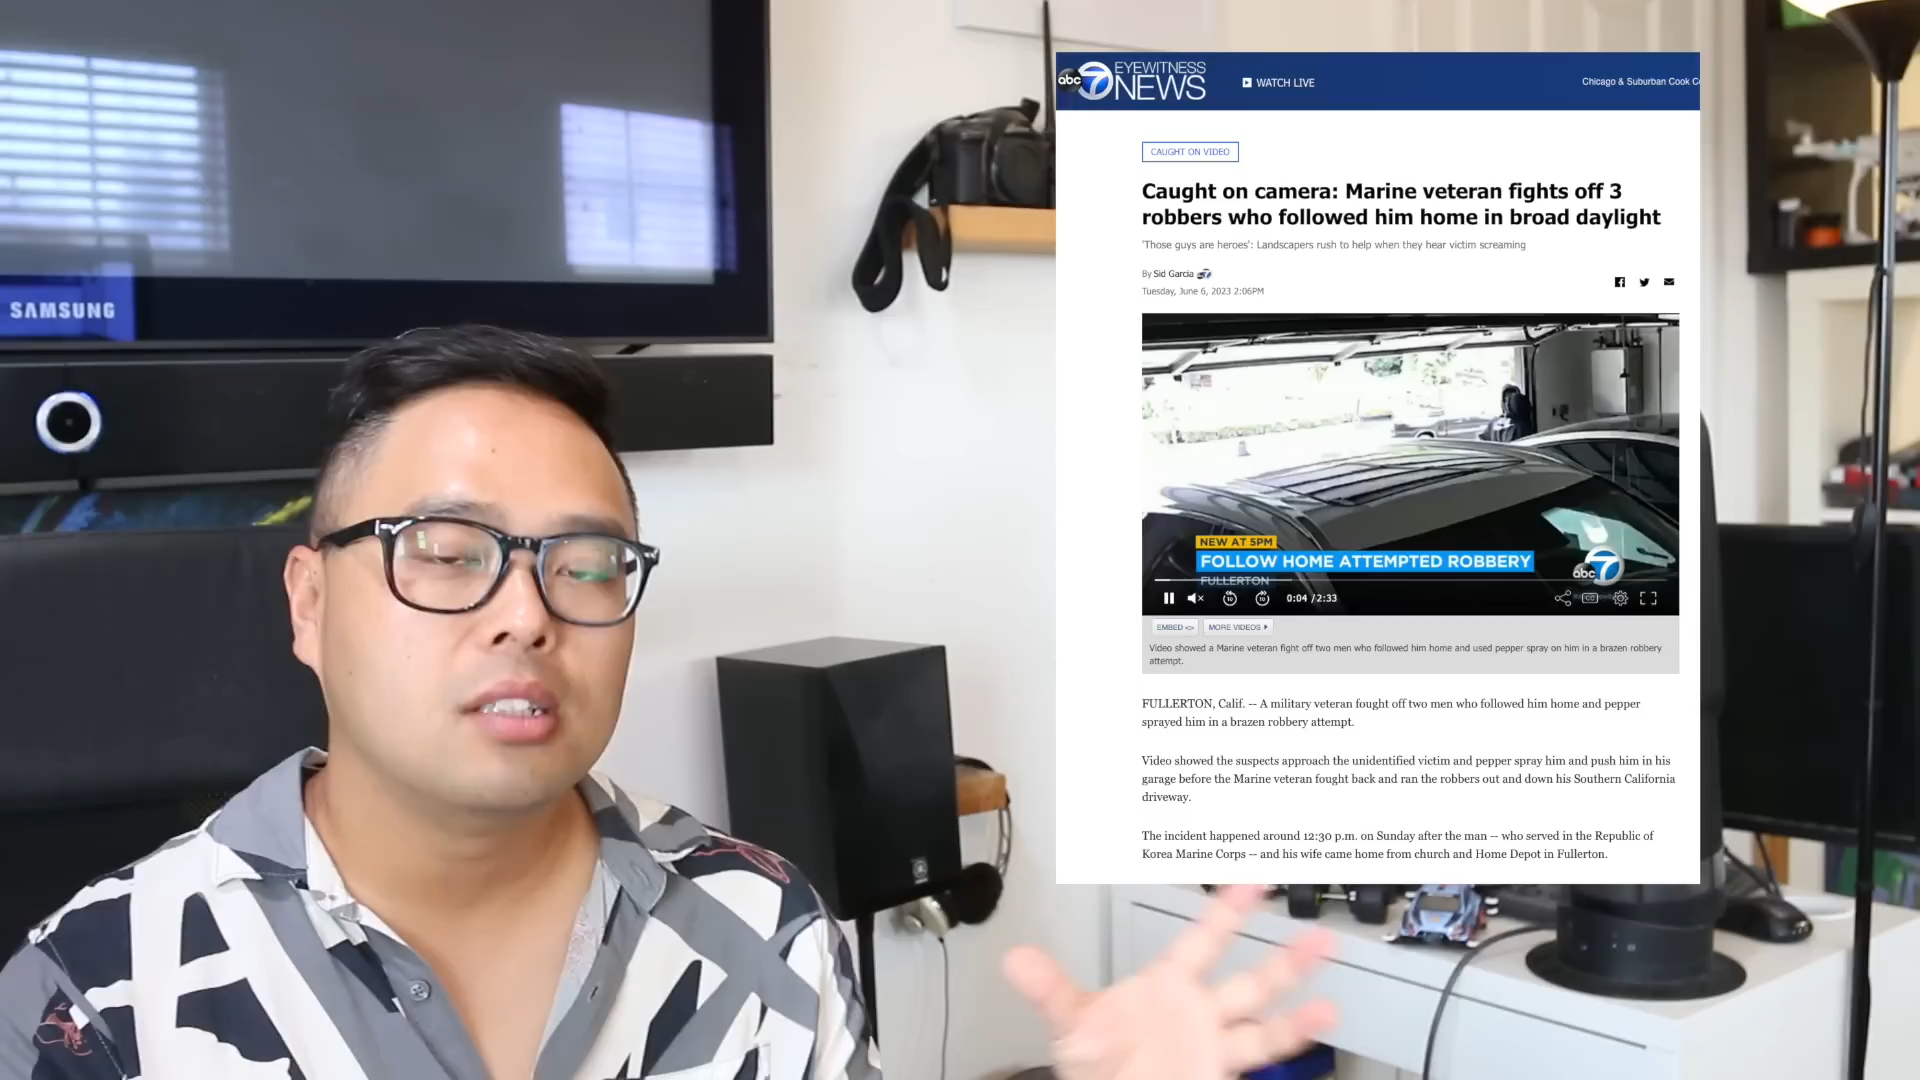 SAMSUNG
abc 7 EYEWITNESS
NEWS
WATCH LIVE
Chicago & Suburban Cook C
CAUGHT ON VIDEO
Caught on camera: Marine veteran fights off 3
robbers who followed him home in broad daylight
'Those guys are heroes': Landscapers rush to help when they hear victim screaming
By Sid Garcia
Tuesday, June 6, 2023 2:06PM
NEW AT 5PM
FOLLOW HOME ATTEMPTED ROBBERY
FULLERTON
abc 7
10
10
0:04 / 2:33
CC
EMBED <>
MORE VIDEOS
Video showed a Marine veteran fight off two men who followed him home and used pepper spray on him in a brazen robbery
attempt.
FULLERTON, Calif. -- A military veteran fought off two men who followed him home and pepper
sprayed him in a brazen robbery attempt.
Video showed the suspects approach the unidentified victim and pepper spray him and push him in his
garage before the Marine veteran fought back and ran the robbers out and down his Southern California
driveway.
The incident happened around 12:30 p.m. on Sunday after the man -- who served in the Republic of
Korea Marine Corps -- and his wife came home from church and Home Depot in Fullerton.